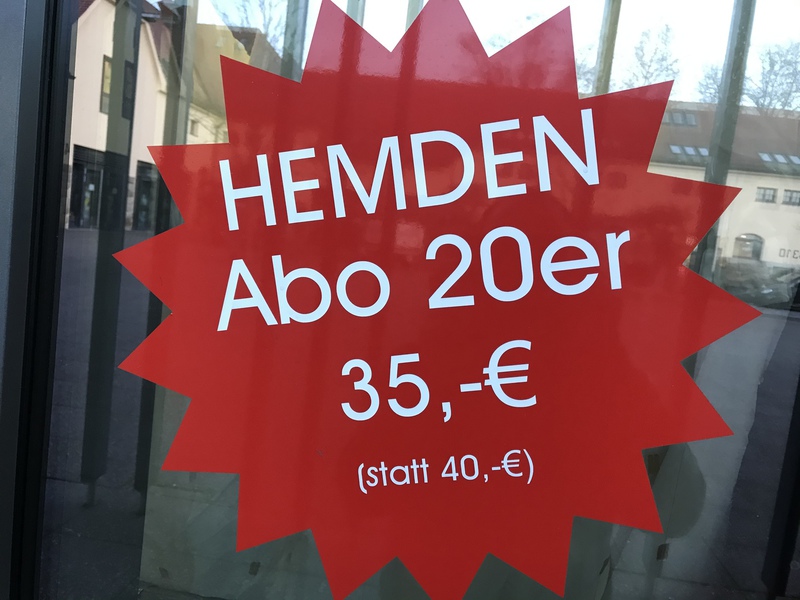 HEMDEN
Abo 20er
35,-€
(statt 40,-€)